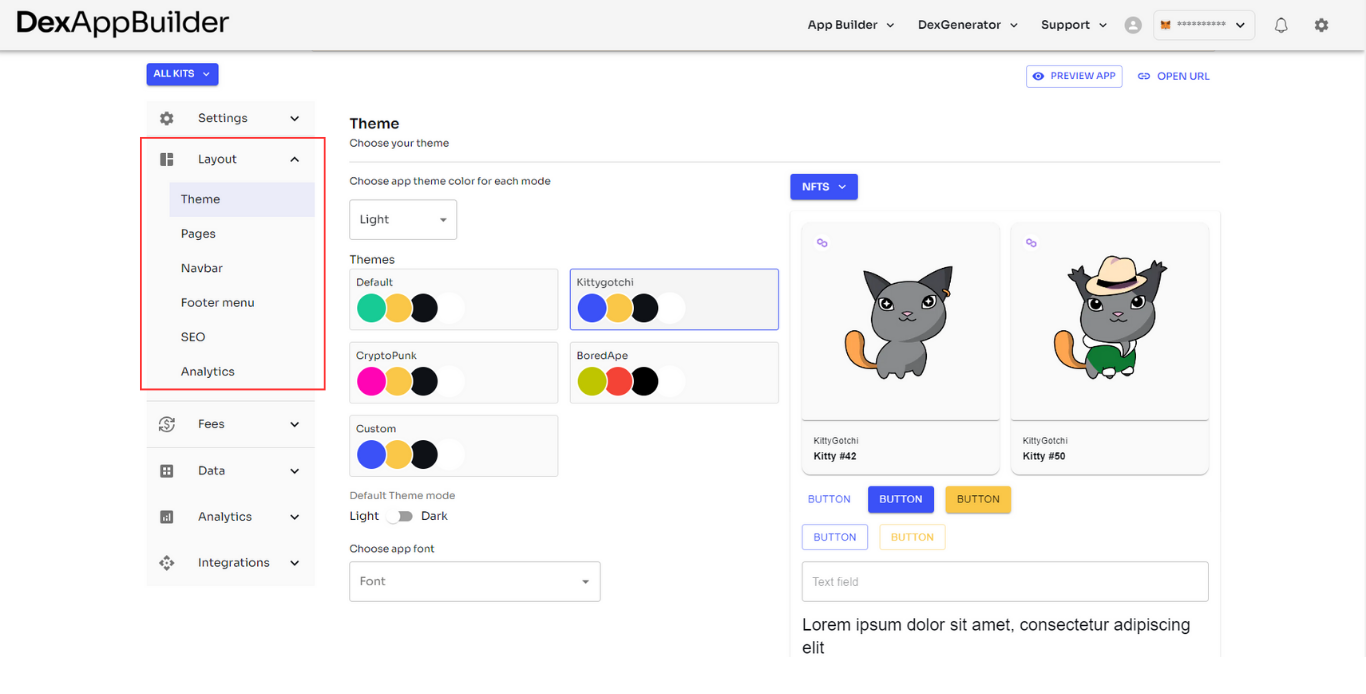 DexAppBuilder
App Builder DexGenerator Support **********
ALL KITS
PREVIEW APP OPEN URL
Settings
Layout
Theme
Pages
Navbar
Footer menu
SEO
Analytics
Fees
Data
Analytics
Integrations
Theme
Choose your theme
Choose app theme color for each mode
Light
Themes
Default
Kittygotchi
CryptoPunk
BoredApe
Custom
Default Theme mode
Light Dark
Choose app font
Font
NFTS
KittyGotchi
Kitty #42
KittyGotchi
Kitty #50
BUTTON BUTTON BUTTON
BUTTON BUTTON
Text field
Lorem ipsum dolor sit amet, consectetur adipiscing
elit